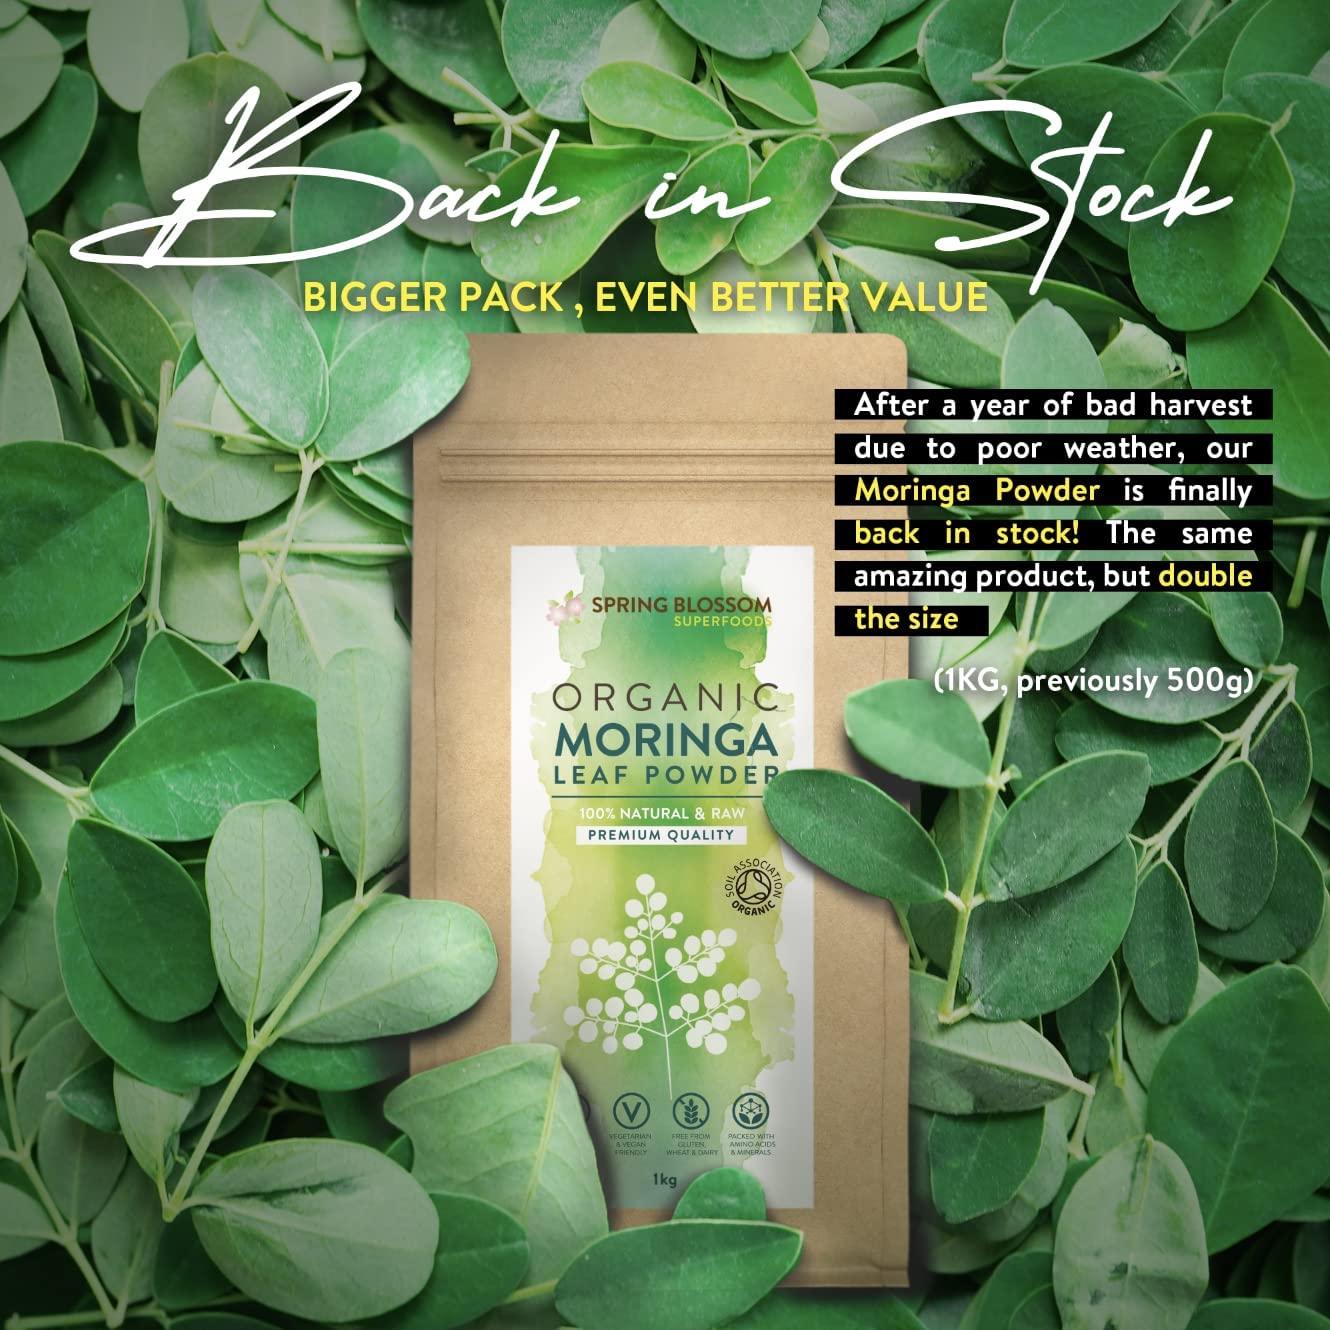 Back in Stock
BIGGER PACK , EVEN BETTER VALUE
After a year of bad harvest
due to poor weather, our
Moringa Powder is finally
back in stock! The same
amazing product, but double
the size
(1KG, previously 500g)
SPRING BLOSSOM
SUPERFOODS
ORGANIC
MORINGA
LEAF POWDER
100% NATURAL & RAW
PREMIUM QUALITY
SOIL ASSOCIATION
ORGANIC
VEGETARIAN
& VEGAN
FRIENDLY
FREE FROM
GLUTEN,
WHEAT & DAIRY
PACKED WITH
AMINO ACIDS
& MINERALS
1kg